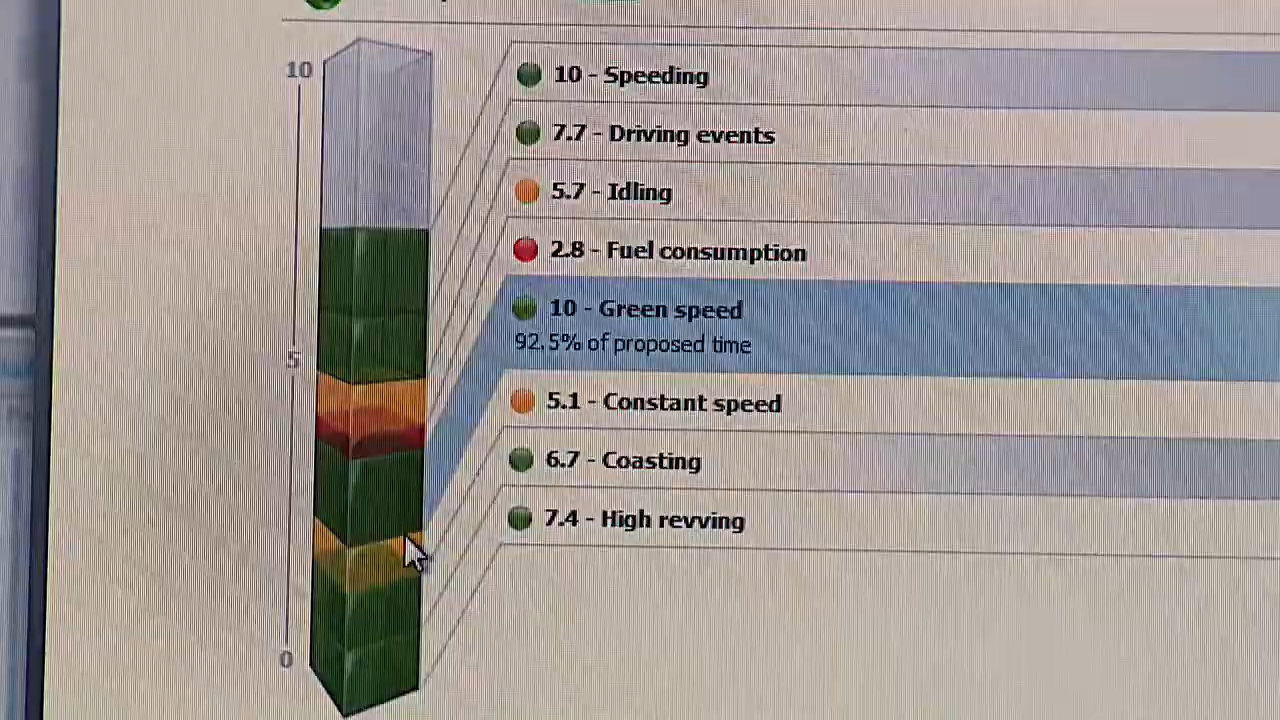 10
10 - Speeding
7.7 - Driving events
5.7 - Idling
2.8 - Fuel consumption
10 - Green speed
92.5% of proposed time
5
5.1 - Constant speed
6.7 - Coasting
7.4 - High revving
0